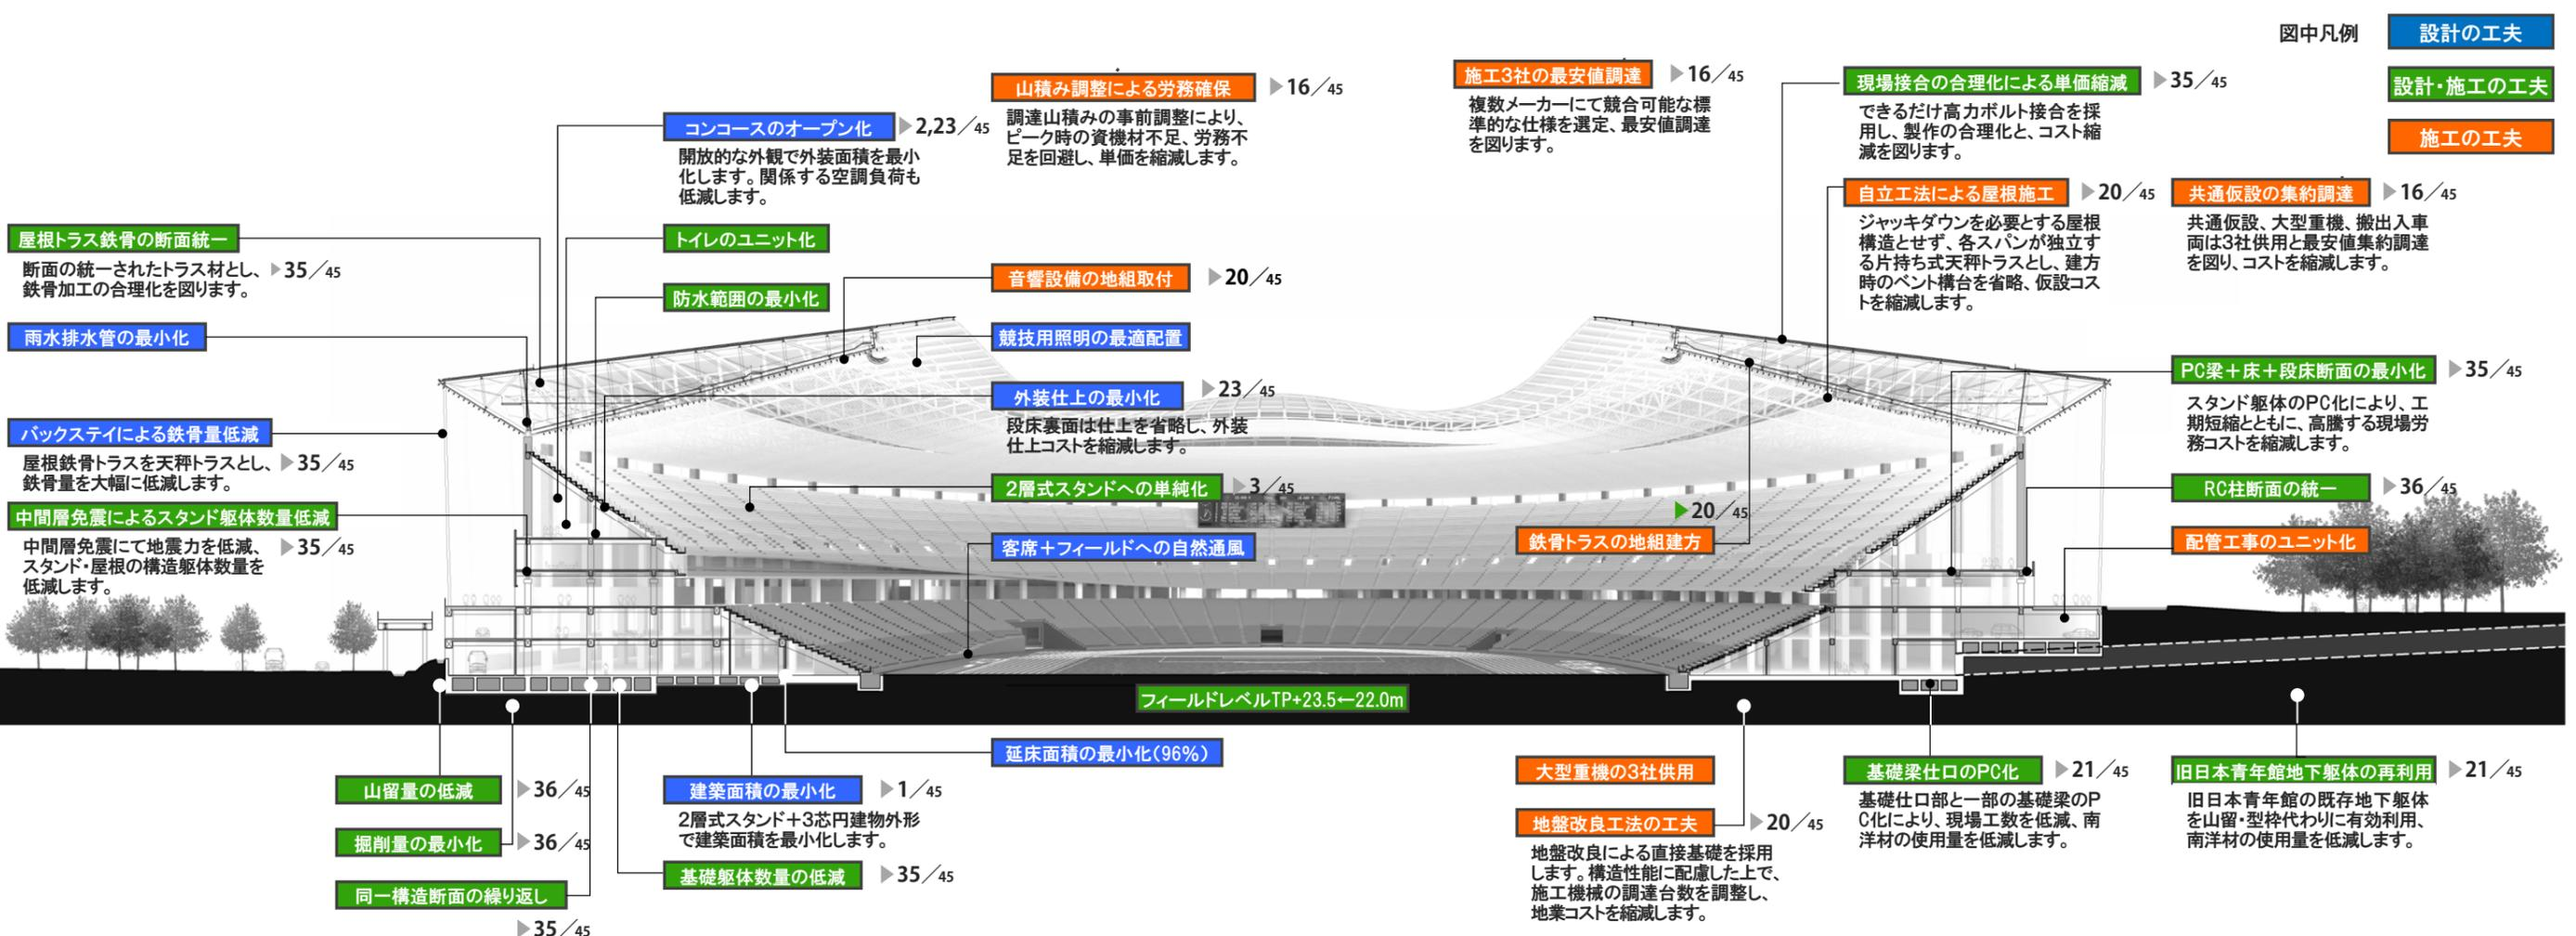 図中凡例
設計の工夫
設計・施工の工夫
施工の工夫
山積み調整による労務確保 ▶16/45
調達山積みの事前調整により、
ピーク時の資機材不足、労務不
足を回避し、単価を縮減します。
施工3社の最安値調達 ▶16/45
複数メーカーにて競合可能な標
準的な仕様を選定、最安値調達
を図ります。
現場接合の合理化による単価縮減 ▶35/45
できるだけ高力ボルト接合を採
用し、製作の合理化と、コスト縮
減を図ります。
コンコースのオープン化 ▶2,23/45
開放的な外観で外装面積を最小
化します。関係する空調負荷も
低減します。
自立工法による屋根施工 ▶20/45
ジャッキダウンを必要とする屋根
構造とせず、各スパンが独立す
る片持ち式天秤トラスとし、建方
時のベント構台を省略、仮設コス
トを縮減します。
共通仮設の集約調達 ▶16/45
共通仮設、大型重機、搬出入車
両は3社供用と最安値集約調達
を図り、コストを縮減します。
屋根トラス鉄骨の断面統一
断面の統一されたトラス材とし、 ▶35/45
鉄骨加工の合理化を図ります。
トイレのユニット化
防水範囲の最小化
音響設備の地組取付 ▶20/45
雨水排水管の最小化
競技用照明の最適配置
外装仕上の最小化 ▶23/45
段床裏面は仕上を省略し、外装
仕上コストを縮減します。
PC梁+床+段床断面の最小化 ▶35/45
スタンド躯体のPC化により、工
期短縮とともに、高騰する現場労
務コストを縮減します。
バックステイによる鉄骨量低減
屋根鉄骨トラスを天秤トラスとし、 ▶35/45
鉄骨量を大幅に低減します。
2層式スタンドへの単純化 ▶3/45
RC柱断面の統一 ▶36/45
中間層免震によるスタンド躯体数量低減
中間層免震にて地震力を低減、 ▶35/45
スタンド・屋根の構造躯体数量を
低減します。
客席+フィールドへの自然通風
▶20/45
鉄骨トラスの地組建方
配管工事のユニット化
フィールドレベルTP+23.5←22.0m
延床面積の最小化(96%)
山留量の低減 ▶36/45
掘削量の最小化 ▶36/45
同一構造断面の繰り返し
▶35/45
建築面積の最小化 ▶1/45
2層式スタンド+3芯円建物外形
で建築面積を最小化します。
基礎躯体数量の低減 ▶35/45
大型重機の3社供用
地盤改良工法の工夫 ▶20/45
地盤改良による直接基礎を採用
します。構造性能に配慮した上で、
施工機械の調達台数を調整し、
地業コストを縮減します。
基礎梁仕口のPC化 ▶21/45
基礎仕口部と一部の基礎梁のP
C化により、現場工数を低減、南
洋材の使用量を低減します。
旧日本青年館地下躯体の再利用 ▶21/45
旧日本青年館の既存地下躯体
を山留・型枠代わりに有効利用、
南洋材の使用量を低減します。